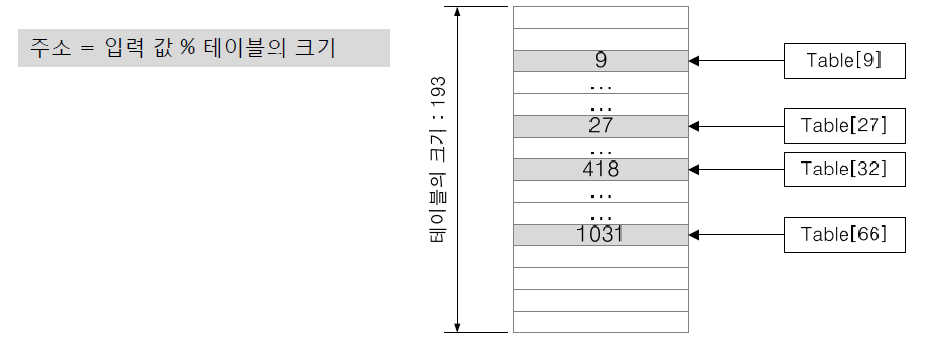 주소 = 입력 값 % 테이블의 크기
테이블의 크기 : 193
9
Table[9]
...
...
27
Table[27]
...
418
Table[32]
...
...
1031
Table[66]